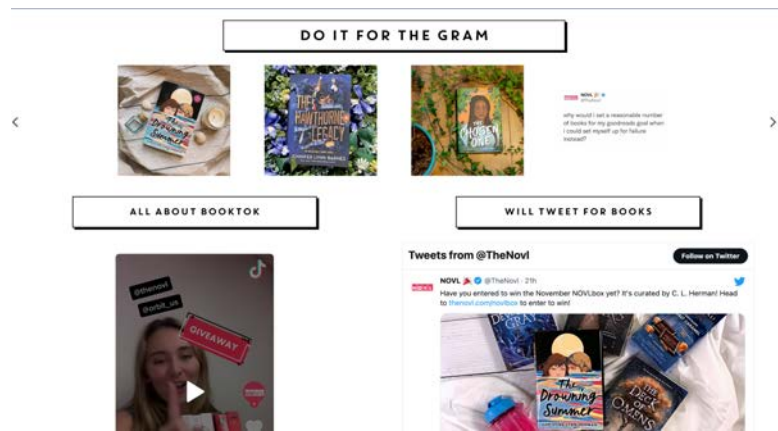 DO IT FOR THE GRAM
The
Drowning
Summer
THE
HAWTHORNE
LEGACY
JENNIFER LYNN BARNES
THE
CHOSEN
ONE
NOVL
@TheNovl
why would i set a reasonable number
of books for my goodreads goal when
i could set myself up for failure
instead?
ALL ABOUT BOOKTOK
WILL TWEET FOR BOOKS
@thenovl
@orbit_us
GIVEAWAY
Tweets from @TheNovl
Follow on Twitter
NOVL @TheNovl · 21h
Have you entered to win the November NOVLbox yet? It's curated by C. L. Herman! Head
to thenovl.com/novlbox to enter to win!
The
Drowning
Summer
THE
DECK
OF
OMENS